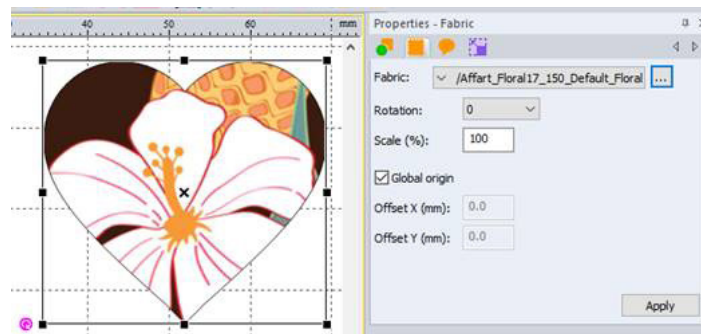 40 50 60 mm
Properties - Fabric
Fabric: /Affart_Floral17_150_Default_Floral ...
Rotation: 0
Scale (%): 100
Global origin
Offset X (mm): 0.0
Offset Y (mm): 0.0
Apply